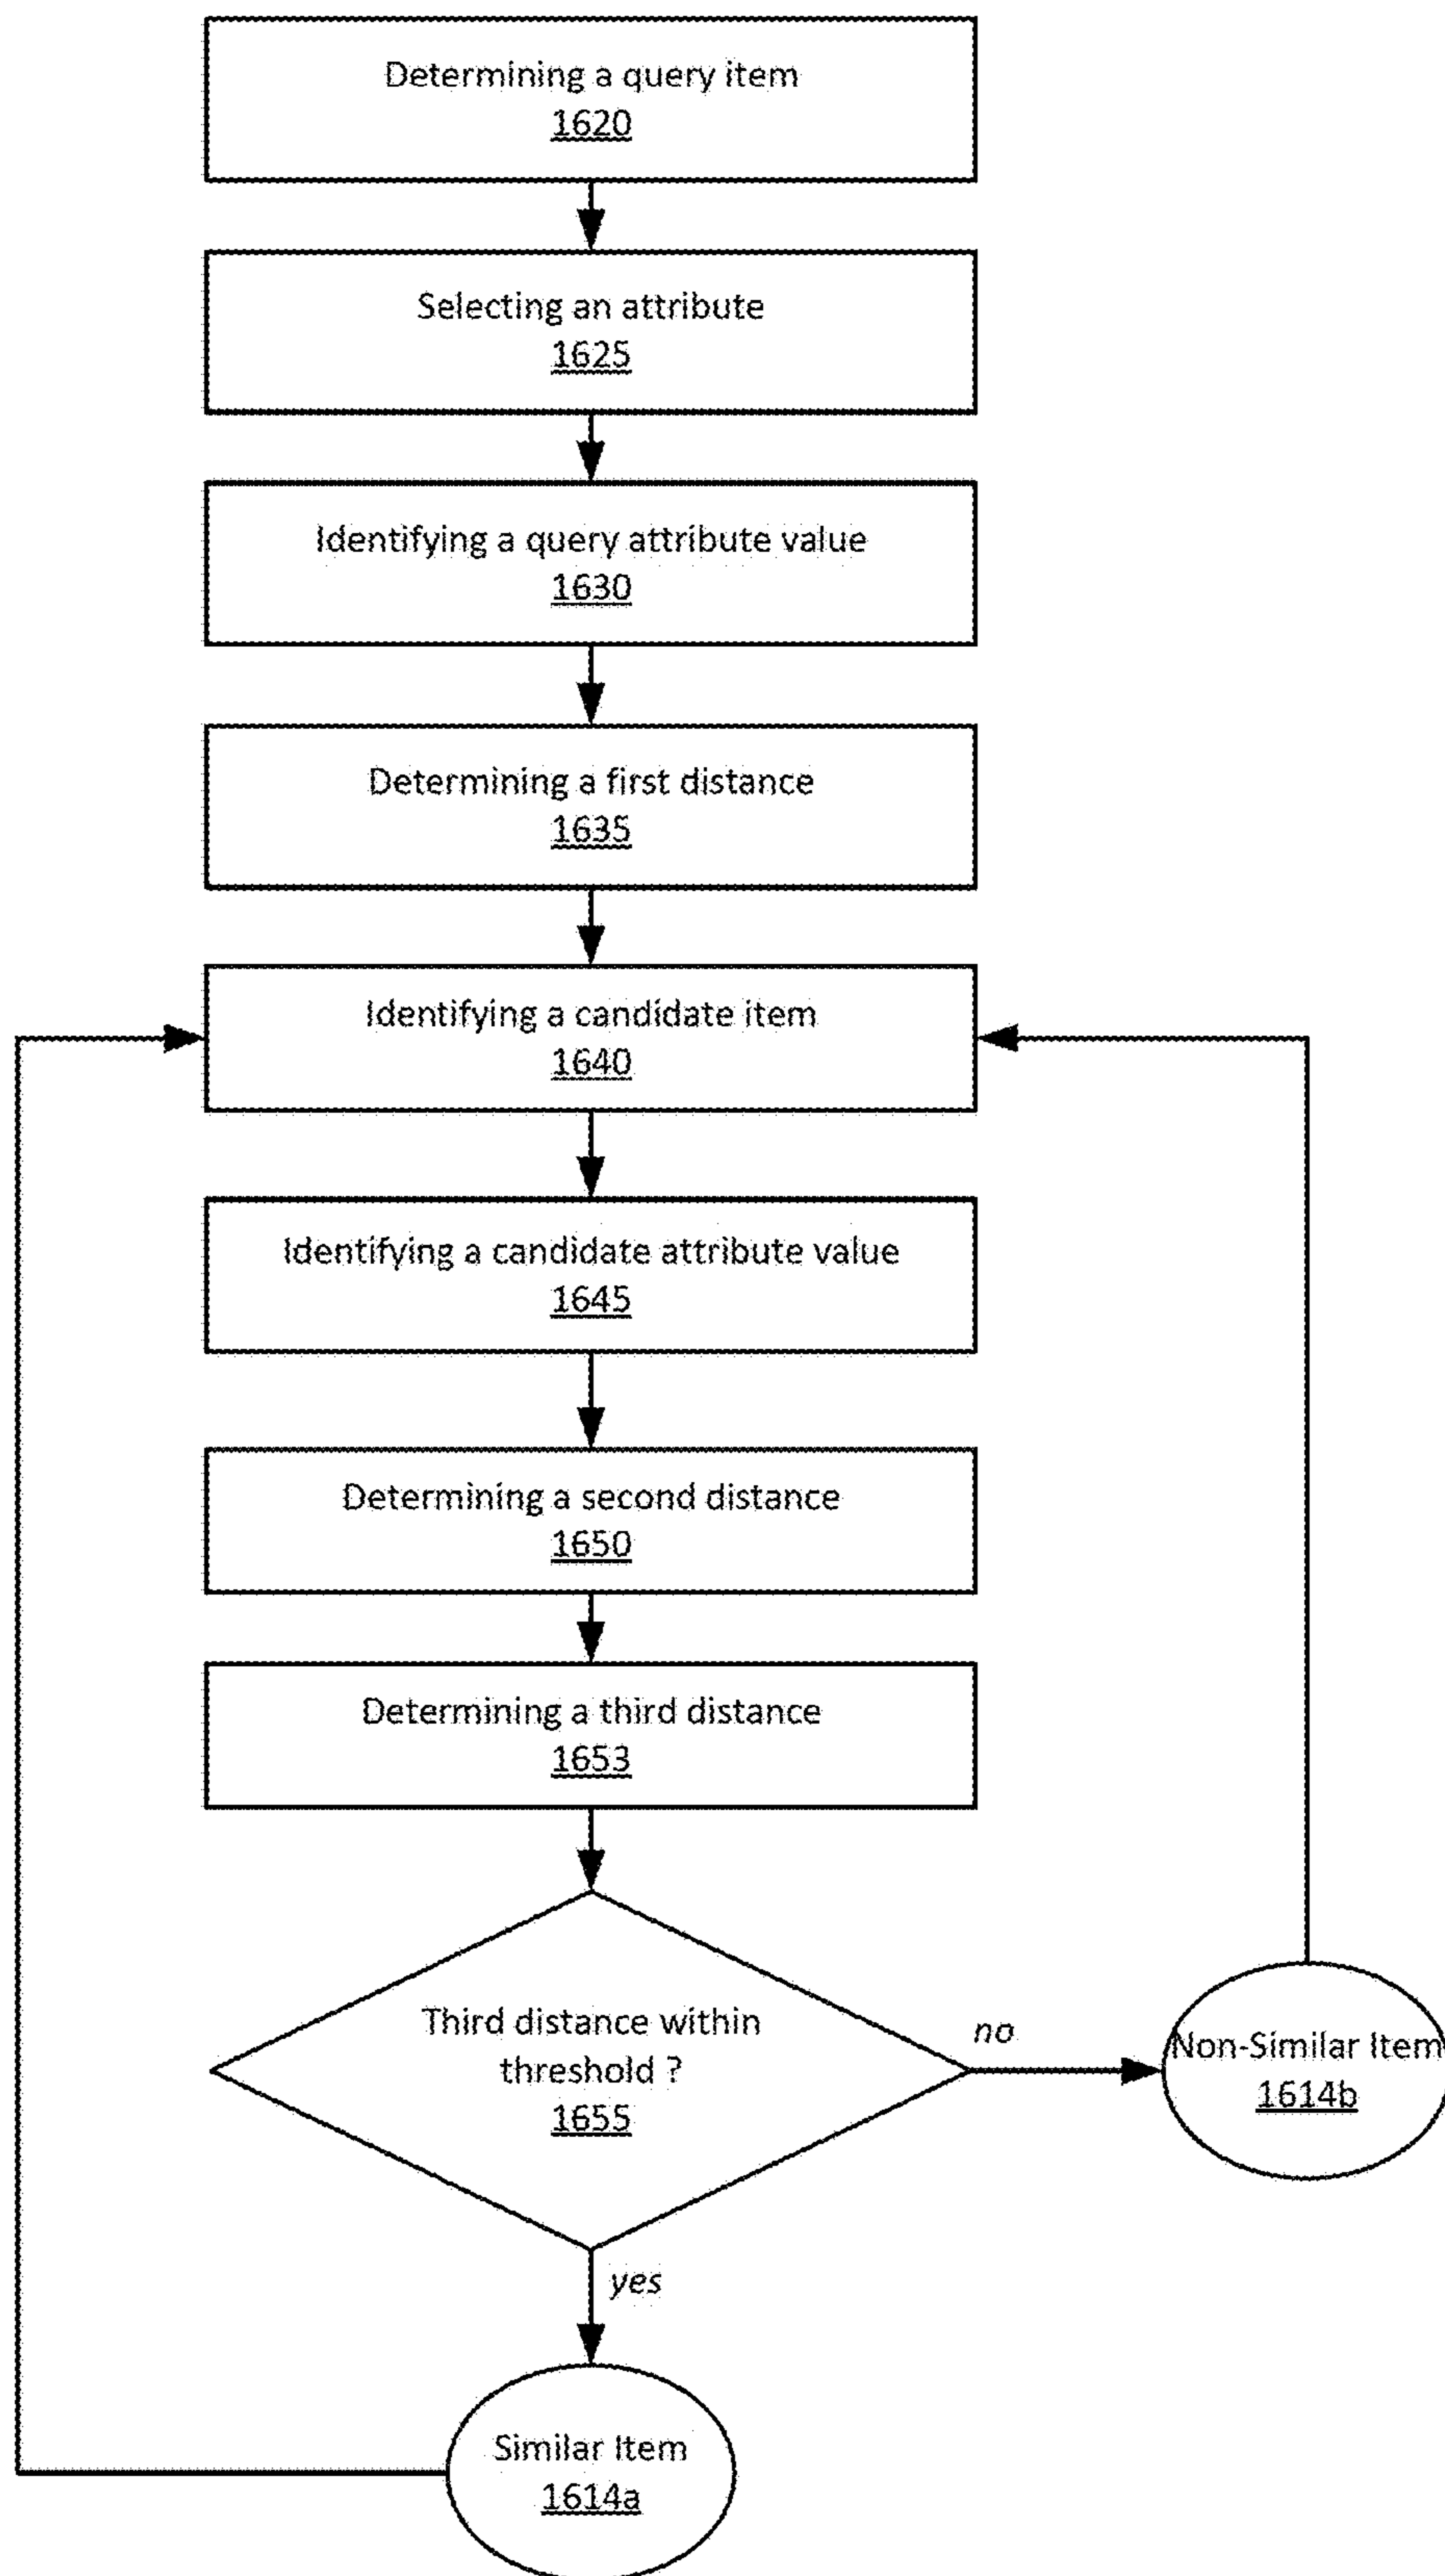 Determining a query item
1620
Selecting an attribute
1625
Identifying a query attribute value
1630
Determining a first distance
1635
Identifying a candidate item
1640
Identifying a candidate attribute value
1645
Determining a second distance
1650
Determining a third distance
1653
Third distance within
threshold ?
1655
no
Non-Similar Item
1614b
yes
Similar Item
1614a